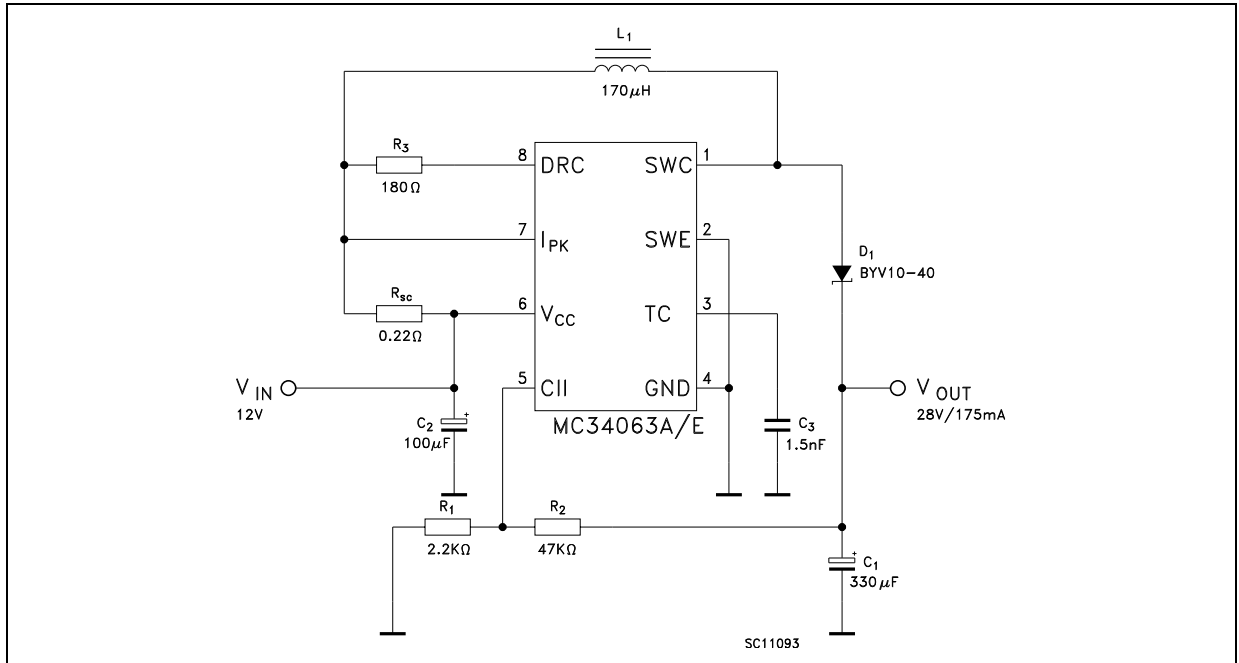 L1
170μH
R3
180Ω
8 DRC
SWC 1
7 IPK
SWE 2
D1
BYV10-40
Rsc
0.22Ω
6 VCC
TC 3
VIN
12V
5 CII
GND 4
VOUT
28V/175mA
C2
+
100μF
MC34063A/E
C3
1.5nF
R1
2.2KΩ
R2
47KΩ
+
C1
330μF
SC11093